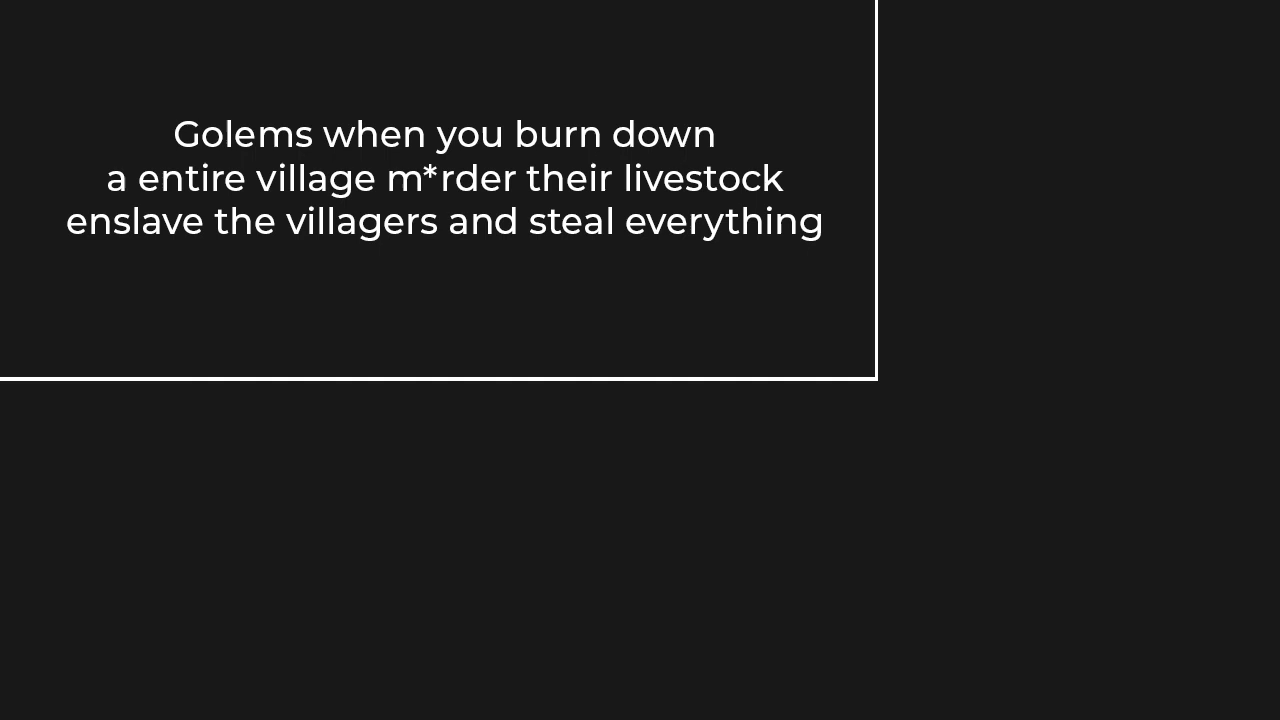 Golems when you burn down
a entire village m*rder their livestock
enslave the villagers and steal everything